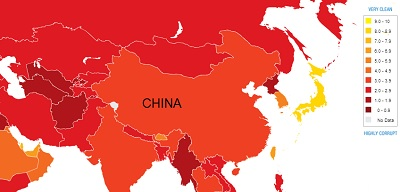 CHINA
VERY CLEAN
9.0 - 10
8.0 - 8.9
7.0 - 7.9
6.0 - 6.9
5.0 - 5.9
4.0 - 4.9
3.0 - 3.9
2.0 - 2.9
1.0 - 1.9
0 - 0.9
No Data
HIGHLY CORRUPT